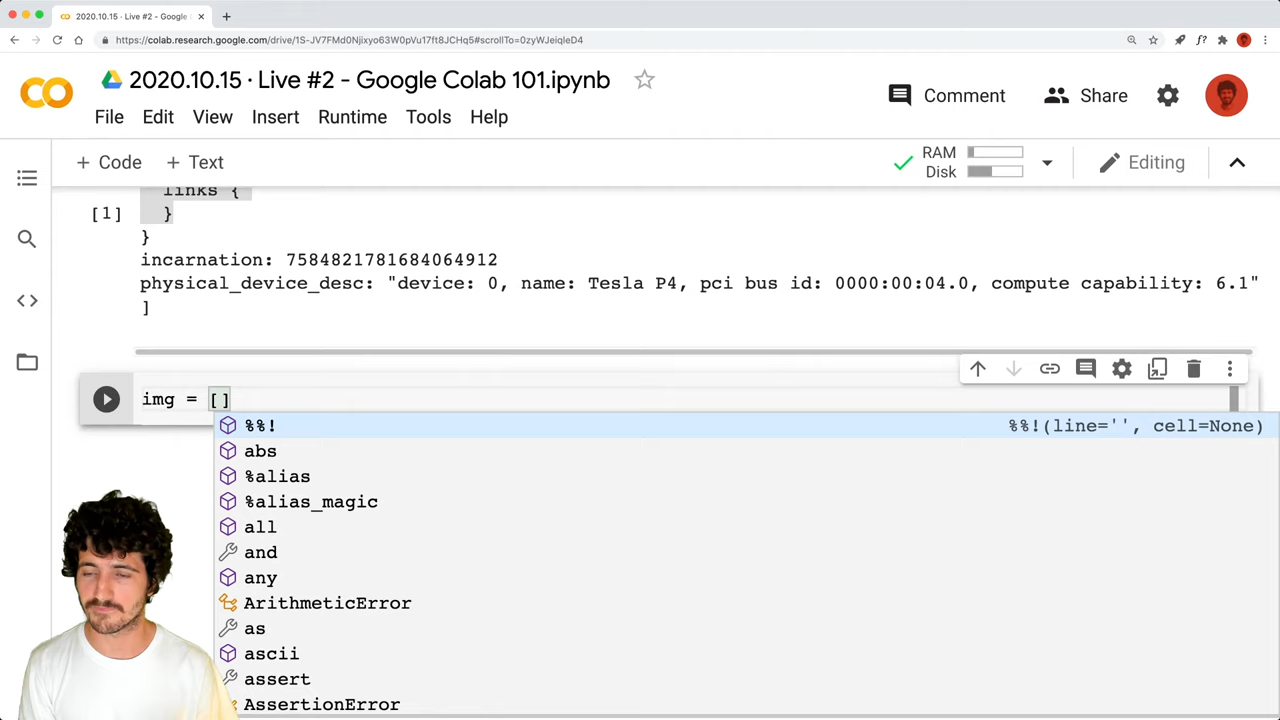 2020.10.15 · Live #2 - Google
https://colab.research.google.com/drive/1S-JV7FMd0Njixyo63W0pVu17ft8JCHq5#scrollTo=0zyWJeiqIeD4
f?
2020.10.15 · Live #2 - Google Colab 101.ipynb
Comment
Share
File Edit View Insert Runtime Tools Help
+ Code + Text
RAM
Disk
Editing
links {
[1] }
}
incarnation: 7584821781684064912
physical_device_desc: "device: 0, name: Tesla P4, pci bus id: 0000:00:04.0, compute capability: 6.1"
]
img = []
%%! %%!(line='', cell=None)
abs
%alias
%alias_magic
all
and
any
ArithmeticError
as
ascii
assert
AssertionError